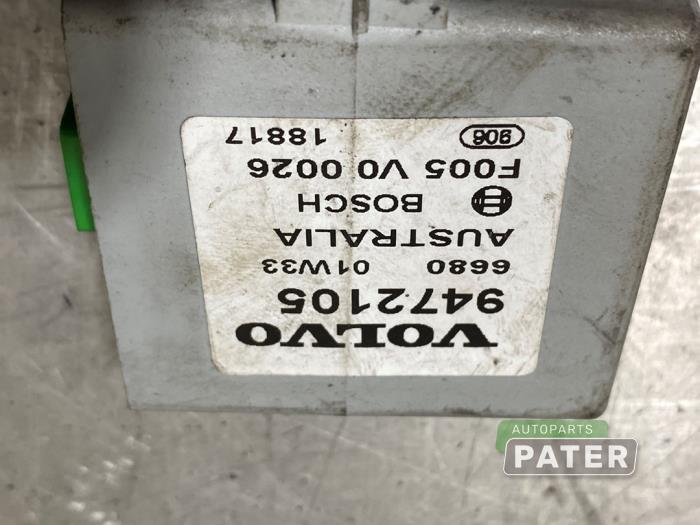 VOLVO
9472105
6680 01W33
AUSTRALIA
BOSCH
F005 V0 0026
906 18817
AUTOPARTS
PATER